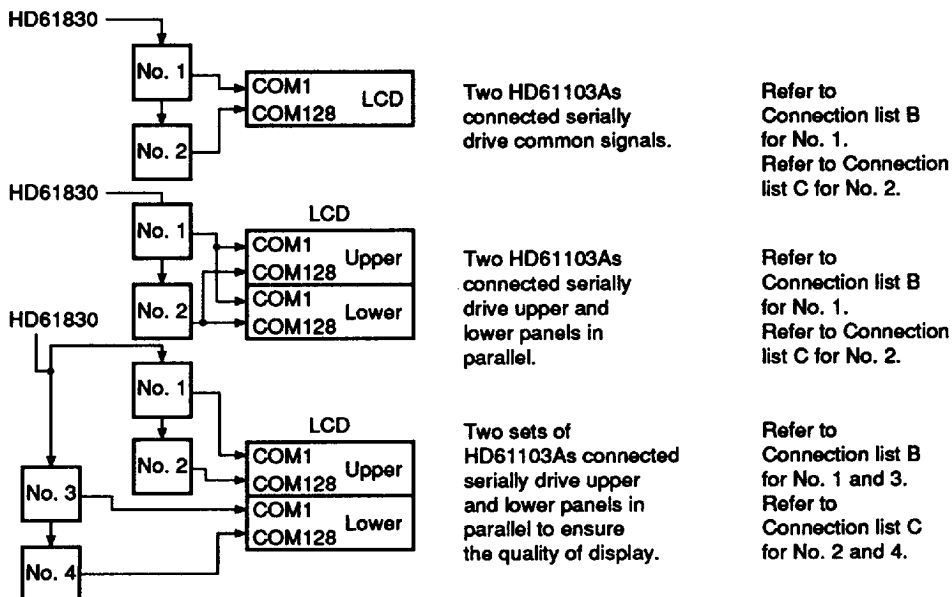 HD61830
No. 1
No. 2
COM1
COM128
LCD
Two HD61103As
connected serially
drive common signals.
Refer to
Connection list B
for No. 1.
Refer to Connection
list C for No. 2.
HD61830
No. 1
No. 2
LCD
COM1
COM128
Upper
COM1
COM128
Lower
Two HD61103As
connected serially
drive upper and
lower panels in
parallel.
Refer to
Connection list B
for No. 1.
Refer to Connection
list C for No. 2.
HD61830
No. 1
No. 2
No. 3
No. 4
LCD
COM1
COM128
Upper
COM1
COM128
Lower
Two sets of
HD61103As connected
serially drive upper
and lower panels in
parallel to ensure
the quality of display.
Refer to
Connection list B
for No. 1 and 3.
Refer to
Connection list C
for No. 2 and 4.